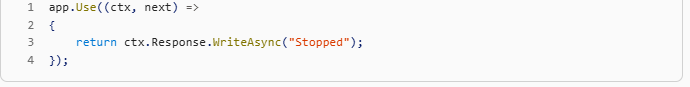 1 app.Use((ctx, next) =>
2 {
3     return ctx.Response.WriteAsync("Stopped");
4 });